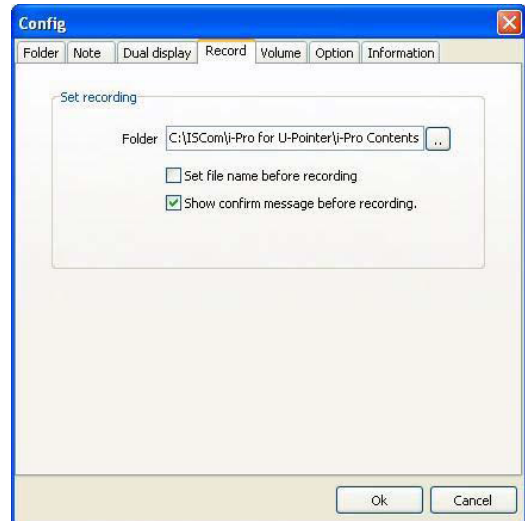 Config
Folder Note Dual display Record Volume Option Information
Set recording
Folder C:\ISCom\i-Pro for U-Pointer\i-Pro Contents ..
Set file name before recording
Show confirm message before recording.
Ok Cancel